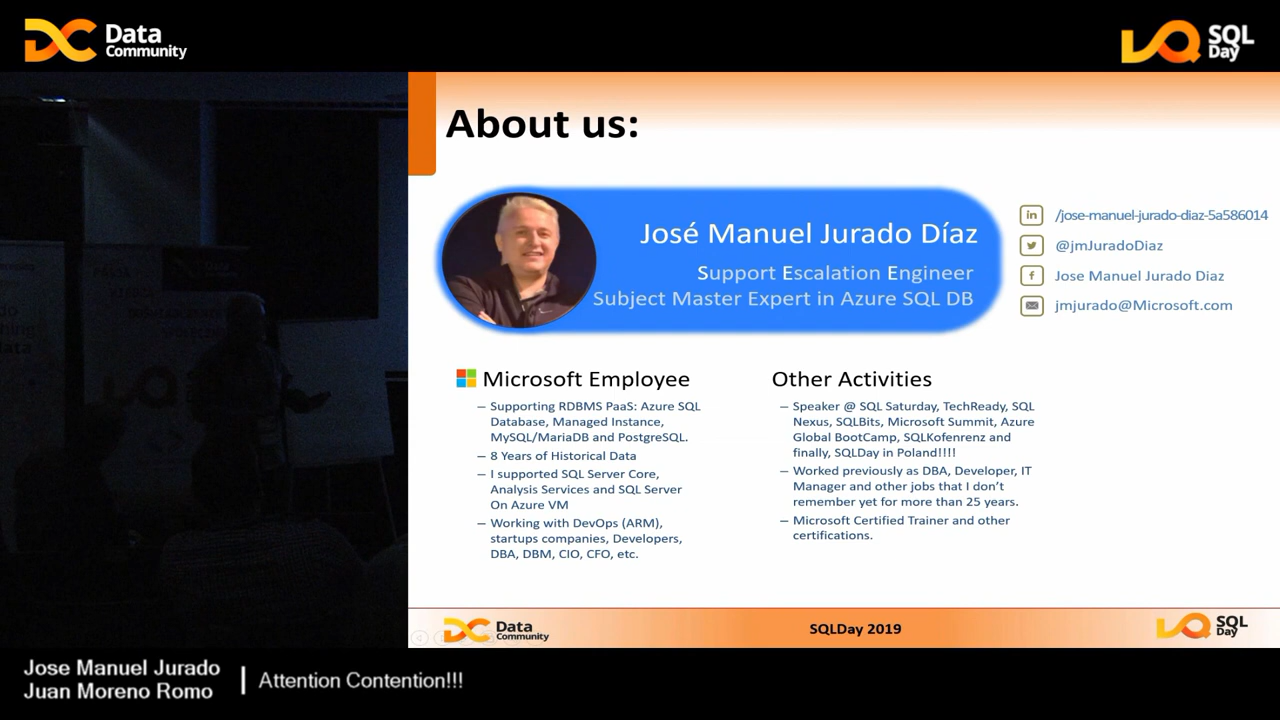 Data
Community
SQL
Day
About us:
José Manuel Jurado Díaz
Support Escalation Engineer
Subject Master Expert in Azure SQL DB
/jose-manuel-jurado-diaz-5a586014
@jmJuradoDiaz
Jose Manuel Jurado Diaz
jmjurado@Microsoft.com
Microsoft Employee
– Supporting RDBMS PaaS: Azure SQL
Database, Managed Instance,
MySQL/MariaDB and PostgreSQL.
– 8 Years of Historical Data
– I supported SQL Server Core,
Analysis Services and SQL Server
On Azure VM
– Working with DevOps (ARM),
startups companies, Developers,
DBA, DBM, CIO, CFO, etc.
Other Activities
– Speaker @ SQL Saturday, TechReady, SQL
Nexus, SQLBits, Microsoft Summit, Azure
Global BootCamp, SQLKofenrenz and
finally, SQLDay in Poland!!!!
– Worked previously as DBA, Developer, IT
Manager and other jobs that I don't
remember yet for more than 25 years.
– Microsoft Certified Trainer and other
certifications.
Data
Community
SQLDay 2019
SQL
Day
Jose Manuel Jurado
Juan Moreno Romo
Attention Contention!!!